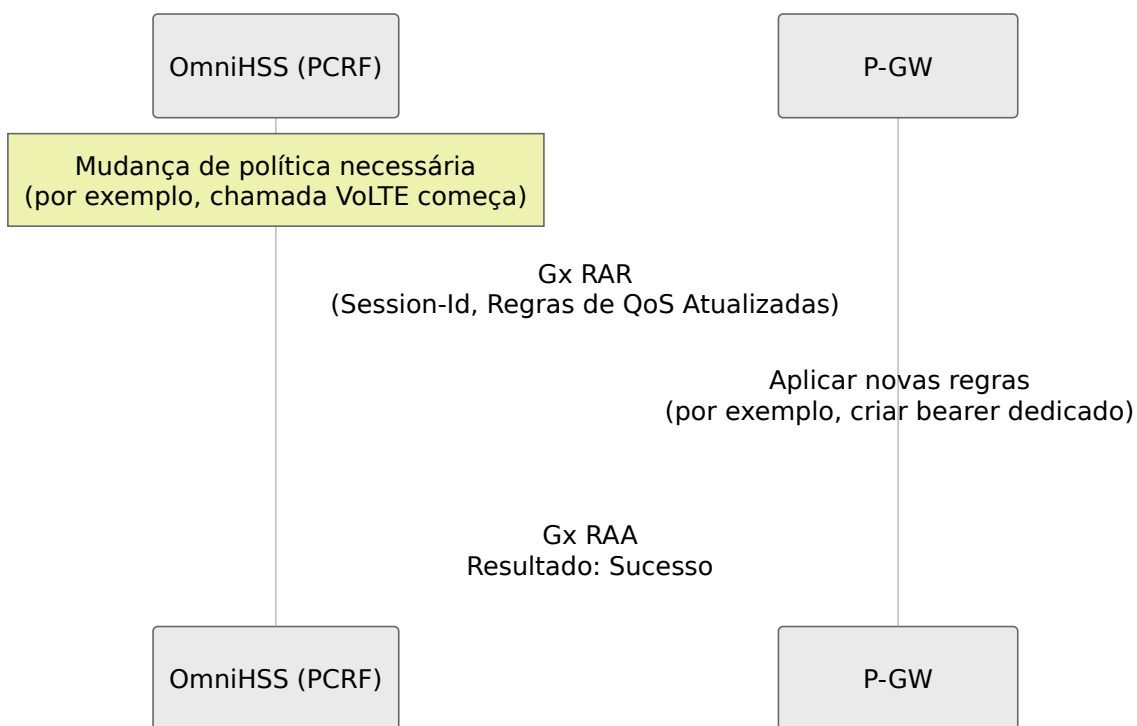 OmniHSS (PCRF)
P-GW
Mudança de política necessária
(por exemplo, chamada VoLTE começa)
Gx RAR
(Session-Id, Regras de QoS Atualizadas)
Aplicar novas regras
(por exemplo, criar bearer dedicado)
Gx RAA
Resultado: Sucesso
OmniHSS (PCRF)
P-GW